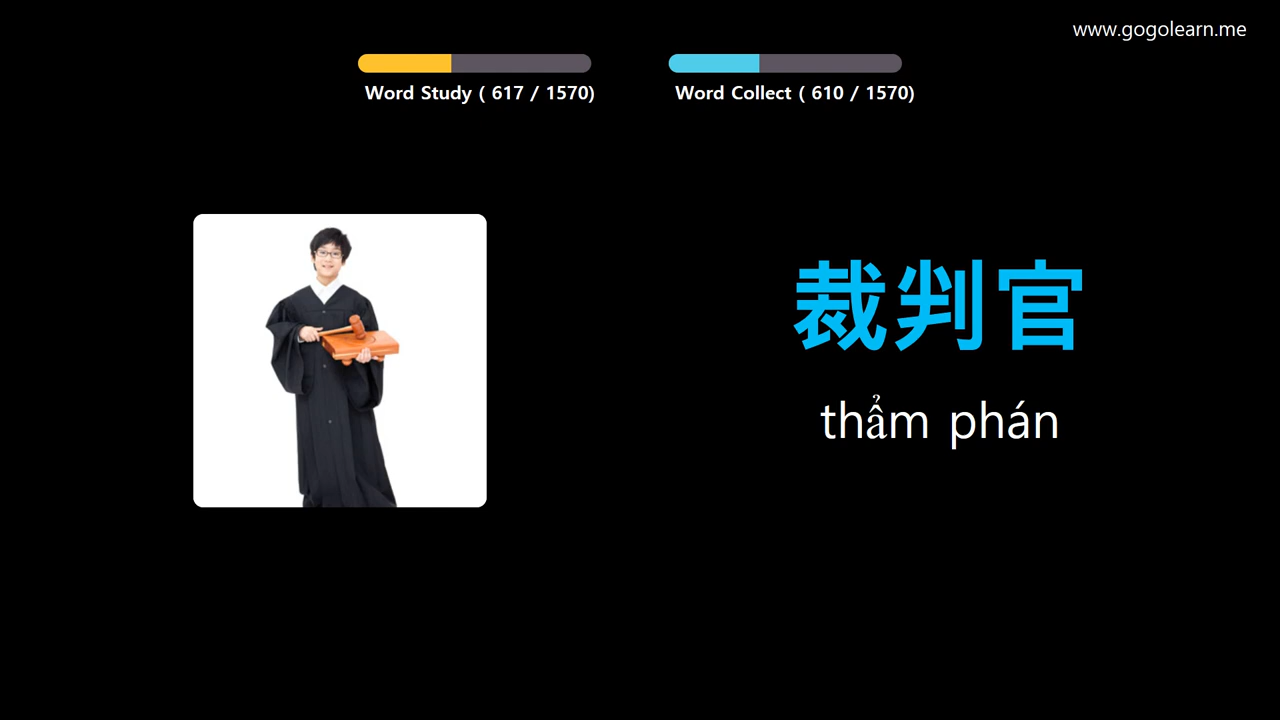 www.gogolearn.me
Word Study ( 617 / 1570)
Word Collect ( 610 / 1570)
裁判官
thẩm phán